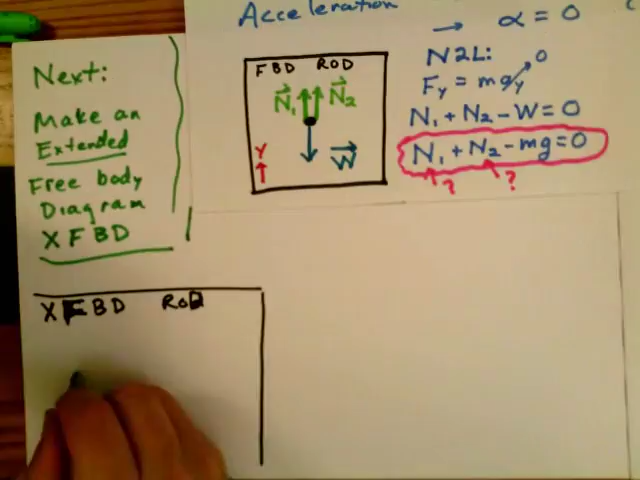 Acceleration
→ α = 0
Next:
Make an
Extended
Free body
Diagram
XFBD
FBD ROD
N₁ N₂
Y
W
N2L:
Fy = may 0
N₁ + N₂ - W = 0
N₁ + N₂ - mg = 0
? ?
XFBD ROD